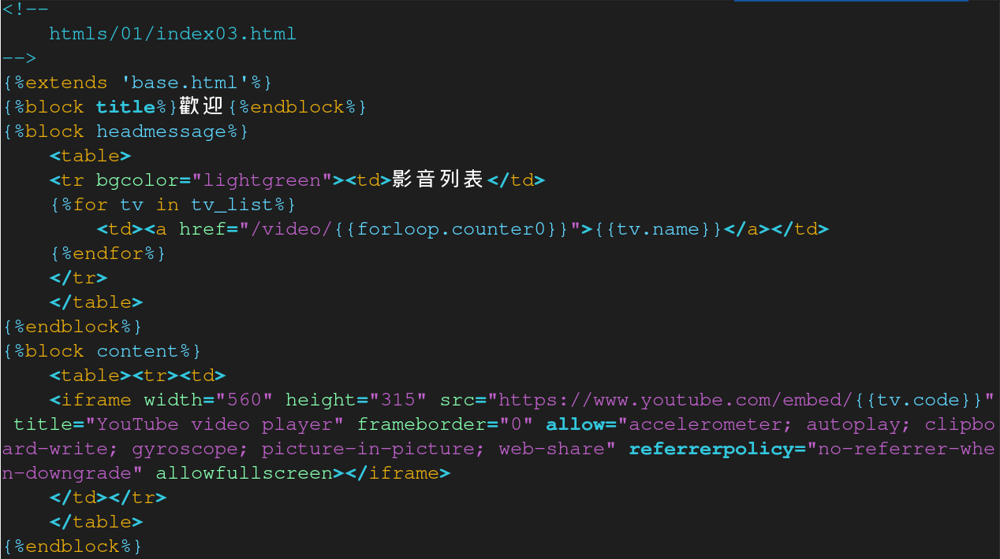 <!--
    htmls/01/index03.html
-->
{%extends 'base.html'%}
{%block title%}歡迎{%endblock%}
{%block headmessage%}
    <table>
    <tr bgcolor="lightgreen"><td>影音列表</td>
    {%for tv in tv_list%}
        <td><a href="/video/{{forloop.counter0}}">{{tv.name}}</a></td>
    {%endfor%}
    </tr>
    </table>
{%endblock%}
{%block content%}
    <table><tr><td>
    <iframe width="560" height="315" src="https://www.youtube.com/embed/{{tv.code}}"
 title="YouTube video player" frameborder="0" allow="accelerometer; autoplay; clipbo
ard-write; gyroscope; picture-in-picture; web-share" referrerpolicy="no-referrer-whe
n-downgrade" allowfullscreen></iframe>
    </td></tr>
    </table>
{%endblock%}